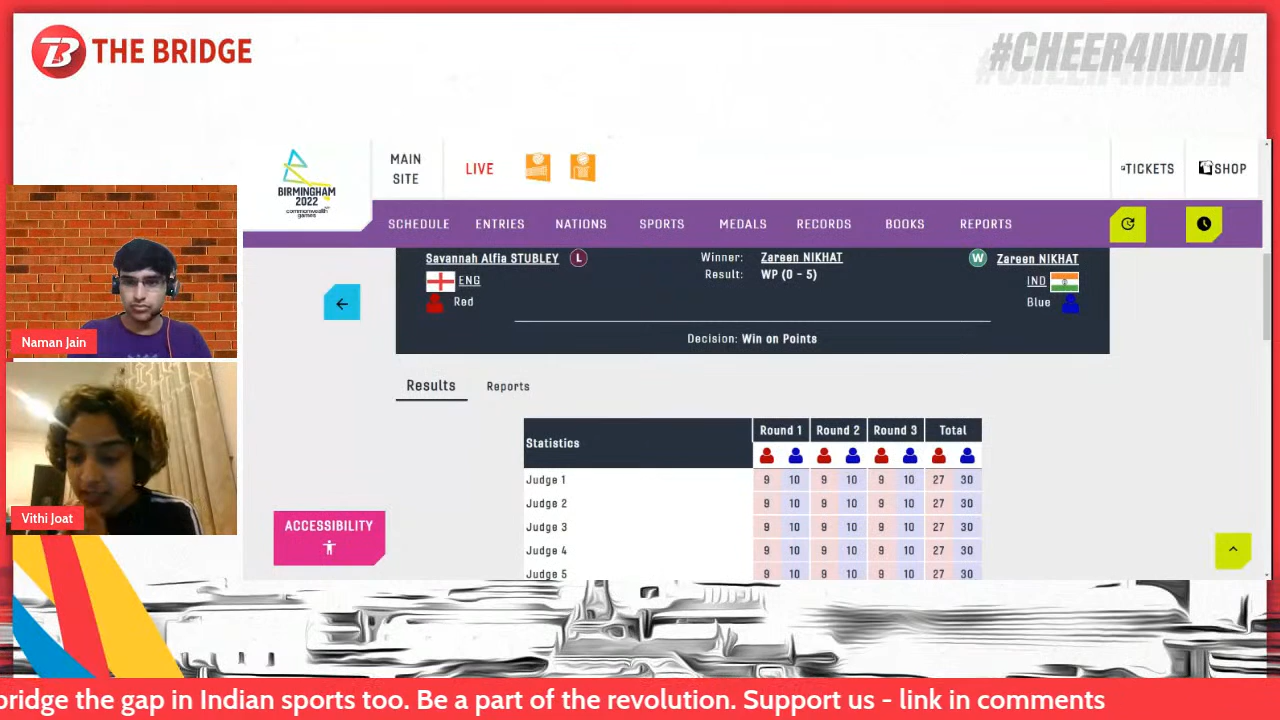 THE BRIDGE
#CHEER4INDIA
BIRMINGHAM
2022
commonwealth
games
MAIN
SITE
LIVE
TICKETS
SHOP
SCHEDULE ENTRIES NATIONS SPORTS MEDALS RECORDS BOOKS REPORTS
Savannah Alfia STUBLEY L
Winner: Zareen NIKHAT
W Zareen NIKHAT
ENG
Result: WP (0 - 5)
IND
Red
Blue
Decision: Win on Points
Results Reports
Statistics
Round 1 Round 2 Round 3 Total
Judge 1 9 10 9 10 9 10 27 30
Judge 2 9 10 9 10 9 10 27 30
Judge 3 9 10 9 10 9 10 27 30
Judge 4 9 10 9 10 9 10 27 30
Judge 5 9 10 9 10 9 10 27 30
ACCESSIBILITY
Naman Jain
Vithi Joat
bridge the gap in Indian sports too. Be a part of the revolution. Support us - link in comments